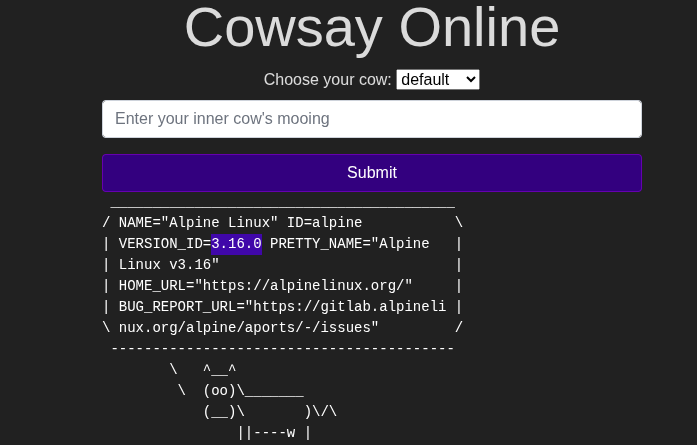 Cowsay Online
Choose your cow: default
Enter your inner cow's mooing
Submit
 _________________________________________
/ NAME="Alpine Linux" ID=alpine           \
| VERSION_ID=3.16.0 PRETTY_NAME="Alpine   |
| Linux v3.16"                            |
| HOME_URL="https://alpinelinux.org/"     |
| BUG_REPORT_URL="https://gitlab.alpineli |
\ nux.org/alpine/aports/-/issues"         /
 -----------------------------------------
        \   ^__^
         \  (oo)\_______
            (__)\       )\/\
                ||----w |